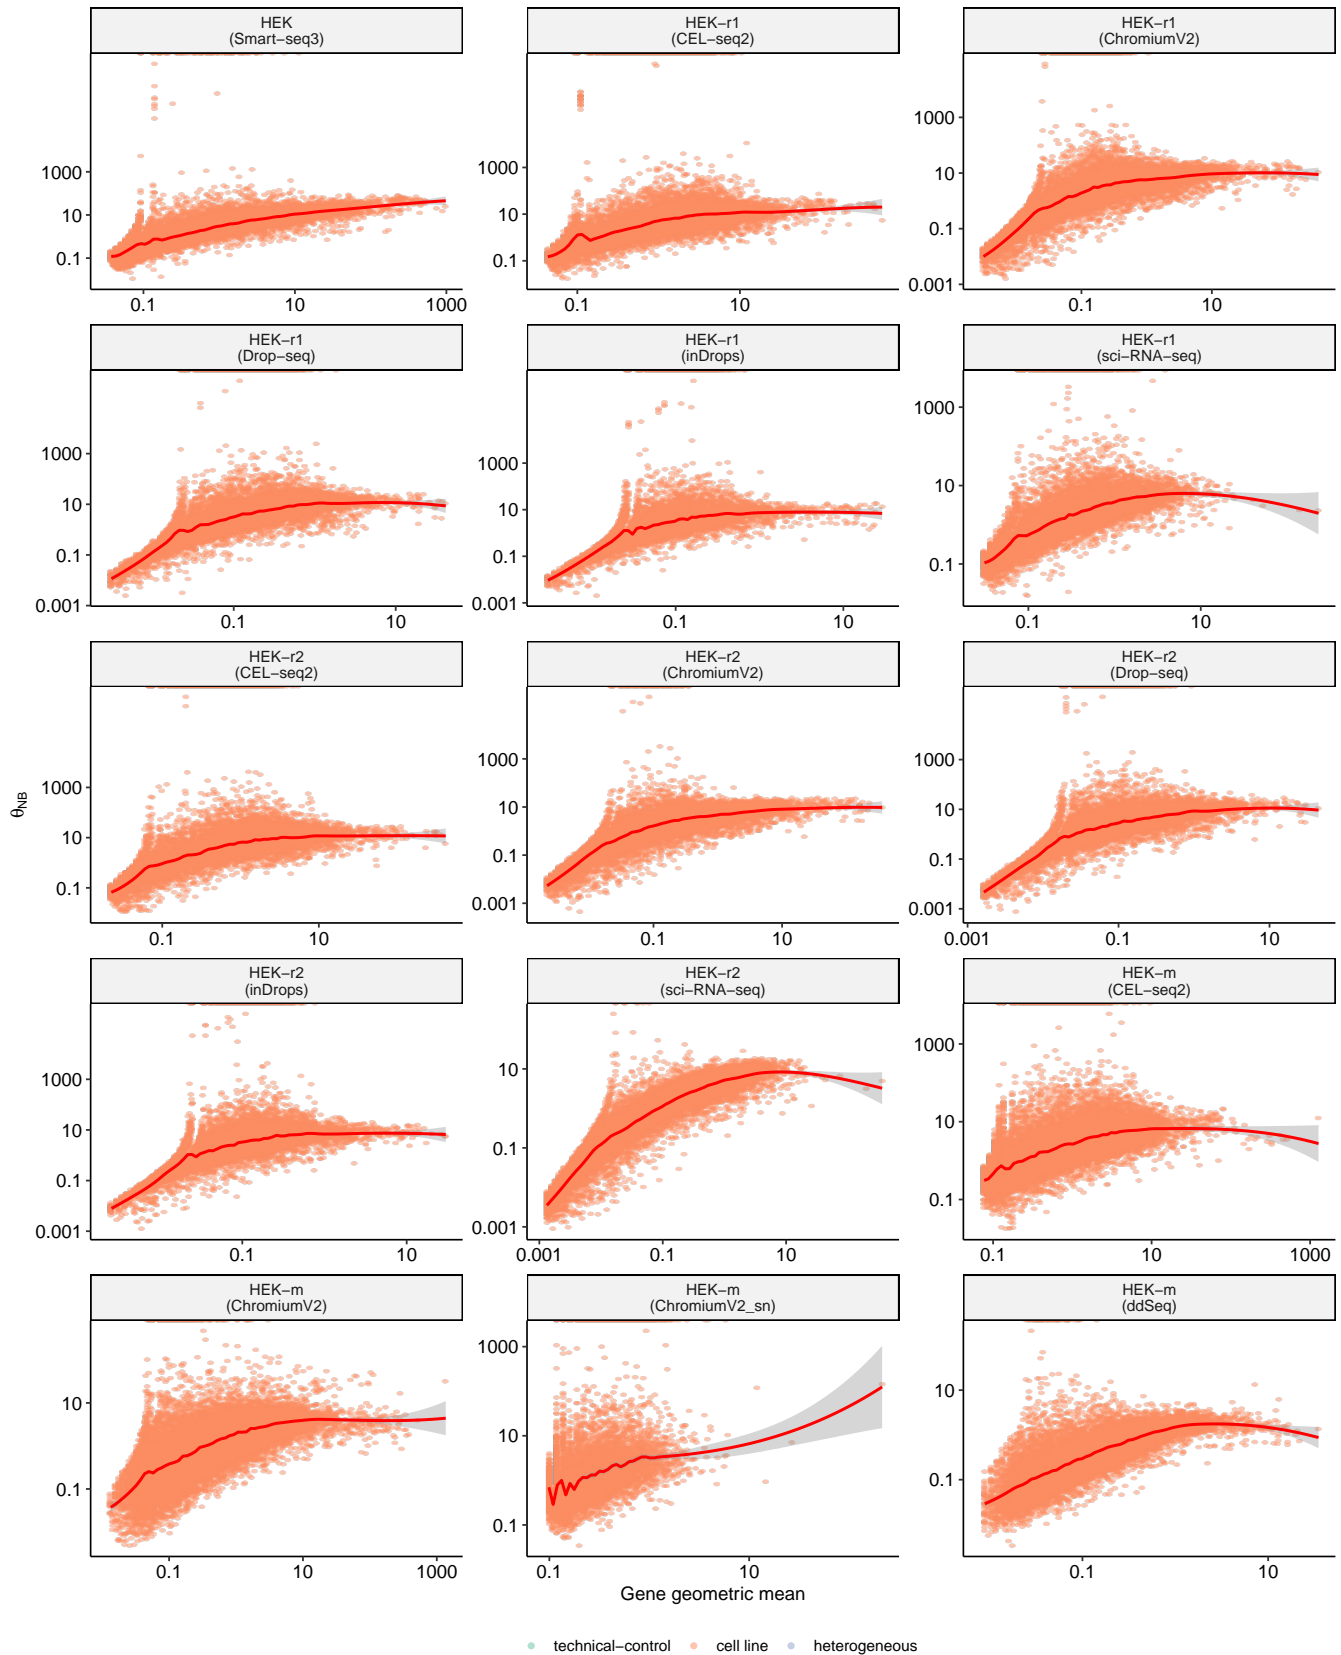 HEK
(Smart−seq3)
HEK−r1
(CEL−seq2)
HEK−r1
(ChromiumV2)
1000
10
0.1
0.1 10 1000
1000
10
0.1
0.1 10
1000
10
0.1
0.001
0.1 10
HEK−r1
(Drop−seq)
HEK−r1
(inDrops)
HEK−r1
(sci−RNA−seq)
1000
10
0.1
0.001
0.1 10
1000
10
0.1
0.001
0.1 10
1000
10
0.1
0.1 10
HEK−r2
(CEL−seq2)
HEK−r2
(ChromiumV2)
HEK−r2
(Drop−seq)
θNB
1000
10
0.1
0.1 10
1000
10
0.1
0.001
0.1 10
1000
10
0.1
0.001
0.001 0.1 10
HEK−r2
(inDrops)
HEK−r2
(sci−RNA−seq)
HEK−m
(CEL−seq2)
1000
10
0.1
0.001
0.1 10
10
0.1
0.001
0.001 0.1 10
1000
10
0.1
0.1 10 1000
HEK−m
(ChromiumV2)
HEK−m
(ChromiumV2_sn)
HEK−m
(ddSeq)
10
0.1
0.1 10 1000
1000
10
0.1
0.1 10
10
0.1
0.1 10
Gene geometric mean
technical−control cell line heterogeneous